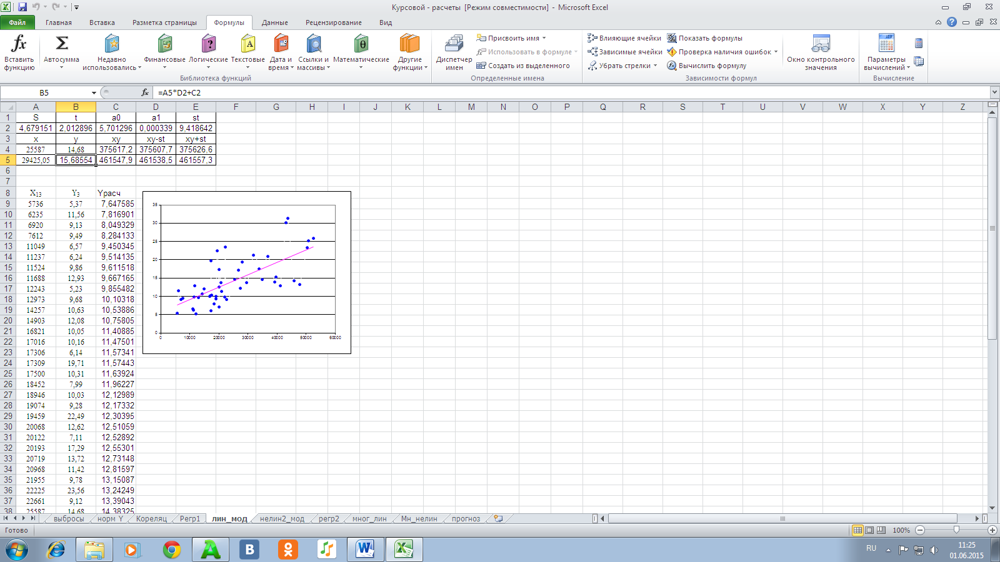 Курсовой - расчеты [Режим совместимости] - Microsoft Excel
Файл Главная Вставка Разметка страницы Формулы Данные Рецензирование Вид
Вставить функцию
Автосумма
Недавно использовались
Финансовые
Логические
Текстовые
Дата и время
Ссылки и массивы
Математические
Другие функции
Библиотека функций
Диспетчер имен
Присвоить имя
Использовать в формуле
Создать из выделенного
Определенные имена
Влияющие ячейки
Зависимые ячейки
Убрать стрелки
Показать формулы
Проверка наличия ошибок
Вычислить формулу
Зависимости формул
Окно контрольного значения
Параметры вычислений
Вычисление
B5 fx =A5*D2+C2
A B C D E F G H I J K L M N O P Q R S T U V W X Y Z
1 S t a0 a1 st
2 4,679151 2,012896 5,701296 0,000339 9,418642
3 x y xy xy-st xy+st
4 25587 14,68 375617,2 375607,7 375626,6
5 29425,05 15,68554 461547,9 461538,5 461557,3
6
7
8 X13 Y3 Yрасч
9 5736 5,37 7,647585
10 6235 11,56 7,816901
11 6920 9,13 8,049329
12 7612 9,49 8,284133
13 11049 6,57 9,450345
14 11237 6,24 9,514135
15 11524 9,86 9,611518
16 11688 12,93 9,667165
17 12243 5,23 9,855482
18 12973 9,68 10,10318
19 14257 10,63 10,53886
20 14903 12,08 10,75805
21 16821 10,05 11,40885
22 17016 10,16 11,47501
23 17306 6,14 11,57341
24 17309 19,71 11,57443
25 17500 10,31 11,63924
26 18452 7,99 11,96227
27 18946 10,03 12,12989
28 19074 9,28 12,17332
29 19459 22,49 12,30395
30 20068 12,62 12,51059
31 20122 7,11 12,52892
32 20193 17,29 12,55301
33 20719 13,72 12,73148
34 20968 11,42 12,81597
35 21955 9,78 13,15087
36 22225 23,56 13,24249
37 22661 9,12 13,39043
38 25587 14,68 14,38325
35
30
25
20
15
10
5
0
0 10000 20000 30000 40000 50000 60000
выбросы норм Y Кореляц Регр1 лин_мод нелин2_мод регр2 мног_лин Мн_нелин прогноз
Готово 100%
RU 11:25
01.06.2015